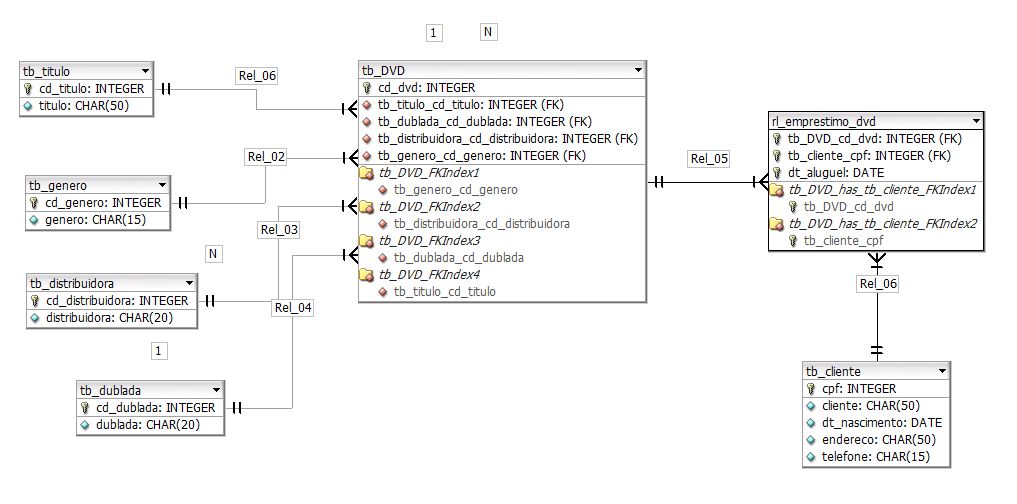 1
N
tb_titulo
cd_titulo: INTEGER
titulo: CHAR(50)
Rel_06
tb_DVD
cd_dvd: INTEGER
tb_titulo_cd_titulo: INTEGER (FK)
tb_dublada_cd_dublada: INTEGER (FK)
tb_distribuidora_cd_distribuidora: INTEGER (FK)
tb_genero_cd_genero: INTEGER (FK)
tb_DVD_FKIndex1
tb_genero_cd_genero
tb_DVD_FKIndex2
tb_distribuidora_cd_distribuidora
tb_DVD_FKIndex3
tb_dublada_cd_dublada
tb_DVD_FKIndex4
tb_titulo_cd_titulo
Rel_02
tb_genero
cd_genero: INTEGER
genero: CHAR(15)
Rel_03
N
tb_distribuidora
cd_distribuidora: INTEGER
distribuidora: CHAR(20)
Rel_04
1
tb_dublada
cd_dublada: INTEGER
dublada: CHAR(20)
Rel_05
rl_emprestimo_dvd
tb_DVD_cd_dvd: INTEGER (FK)
tb_cliente_cpf: INTEGER (FK)
dt_aluguel: DATE
tb_DVD_has_tb_cliente_FKIndex1
tb_DVD_cd_dvd
tb_DVD_has_tb_cliente_FKIndex2
tb_cliente_cpf
Rel_06
tb_cliente
cpf: INTEGER
cliente: CHAR(50)
dt_nascimento: DATE
endereco: CHAR(50)
telefone: CHAR(15)